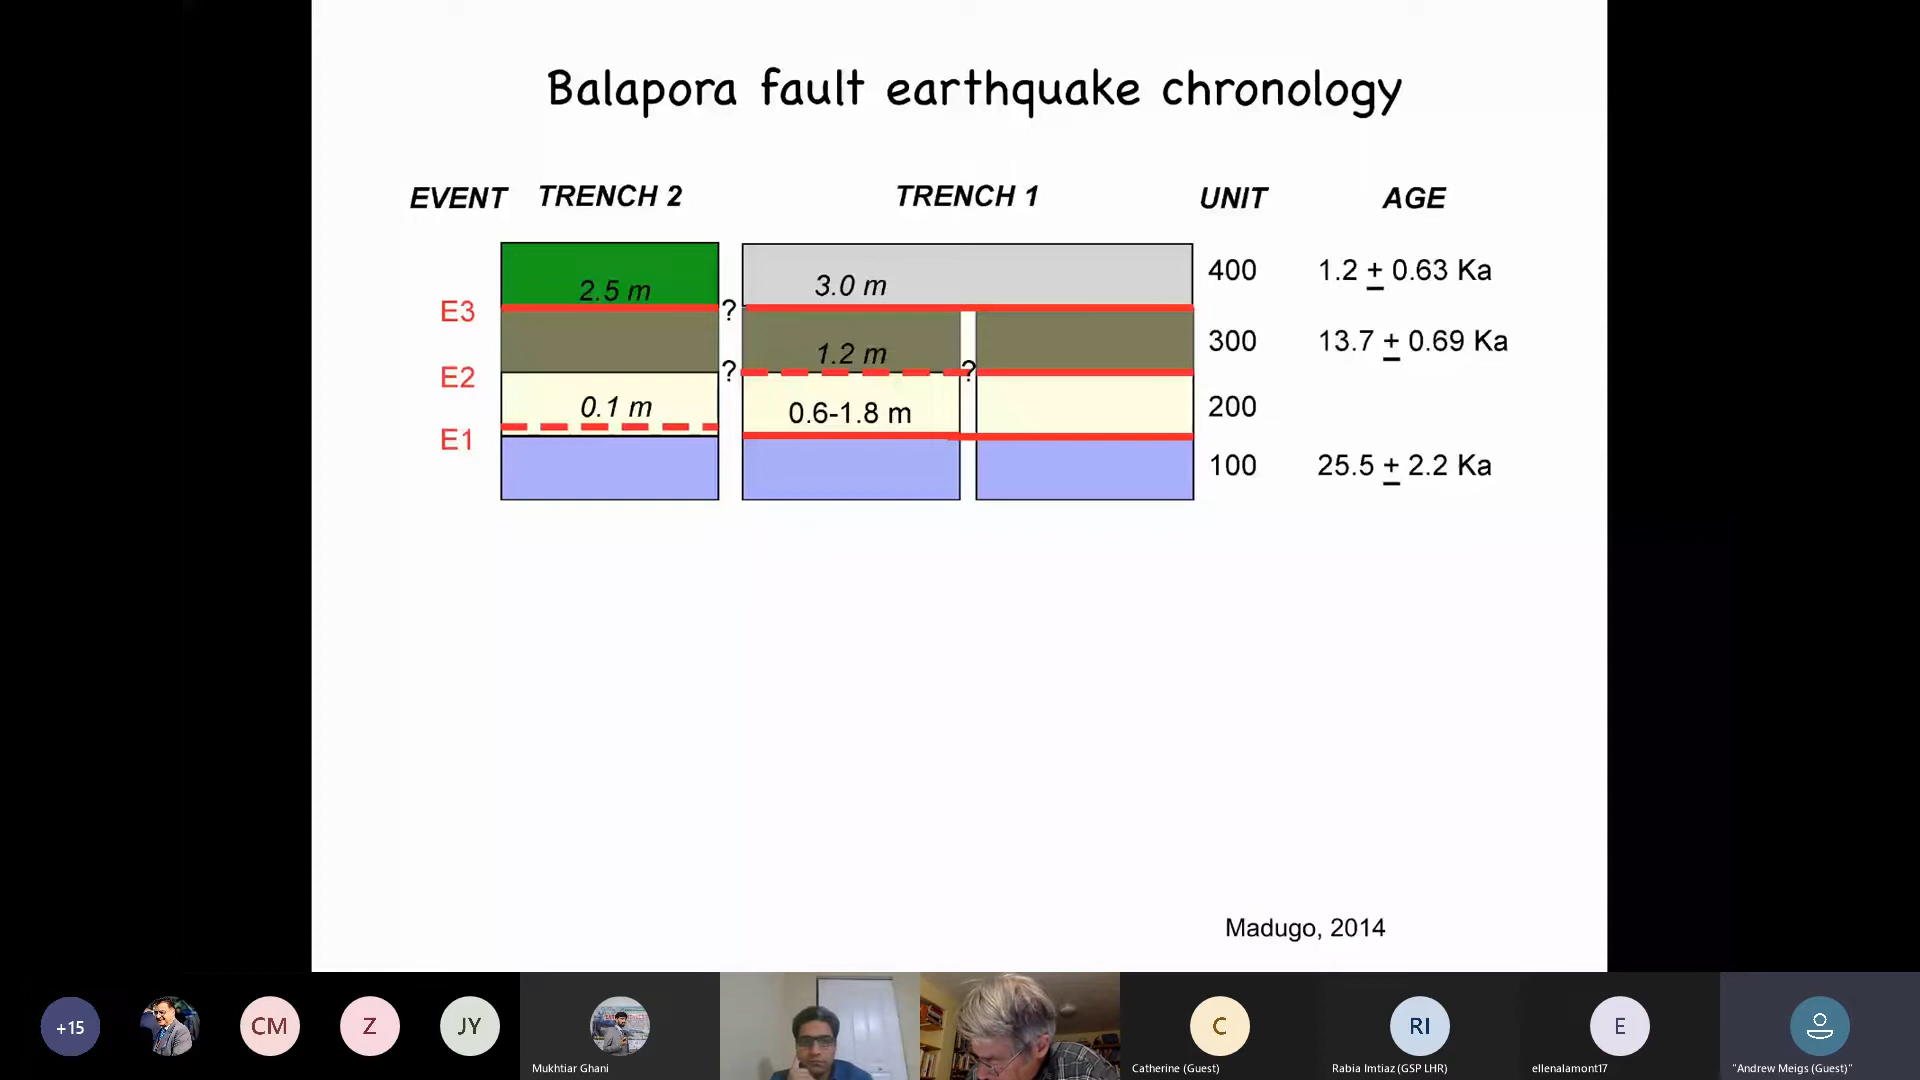 Balapora fault earthquake chronology
EVENT TRENCH 2 TRENCH 1 UNIT AGE
2.5 m 3.0 m 400 1.2 + 0.63 Ka
E3 ?
1.2 m 300 13.7 + 0.69 Ka
E2 ? ?
0.1 m 0.6-1.8 m 200
E1
100 25.5 + 2.2 Ka
Madugo, 2014
+15 CM Z JY C RI E
Mukhtiar Ghani Catherine (Guest) Rabia Imtiaz (GSP LHR) ellenalamont17 "Andrew Meigs (Guest)"